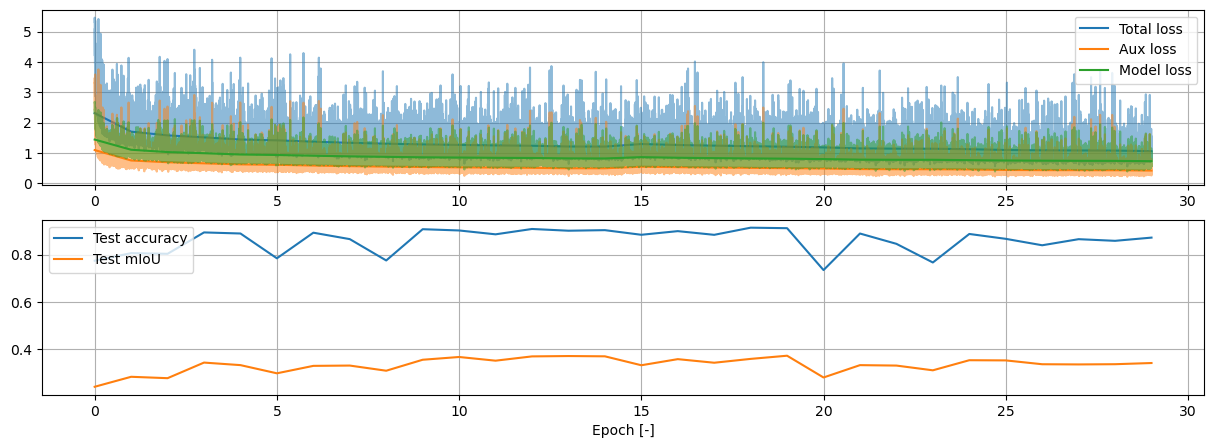 5
4
3
2
1
0
Total loss
Aux loss
Model loss
0 5 10 15 20 25 30
0.8
0.6
0.4
Test accuracy
Test mIoU
0 5 10 15 20 25 30
Epoch [-]